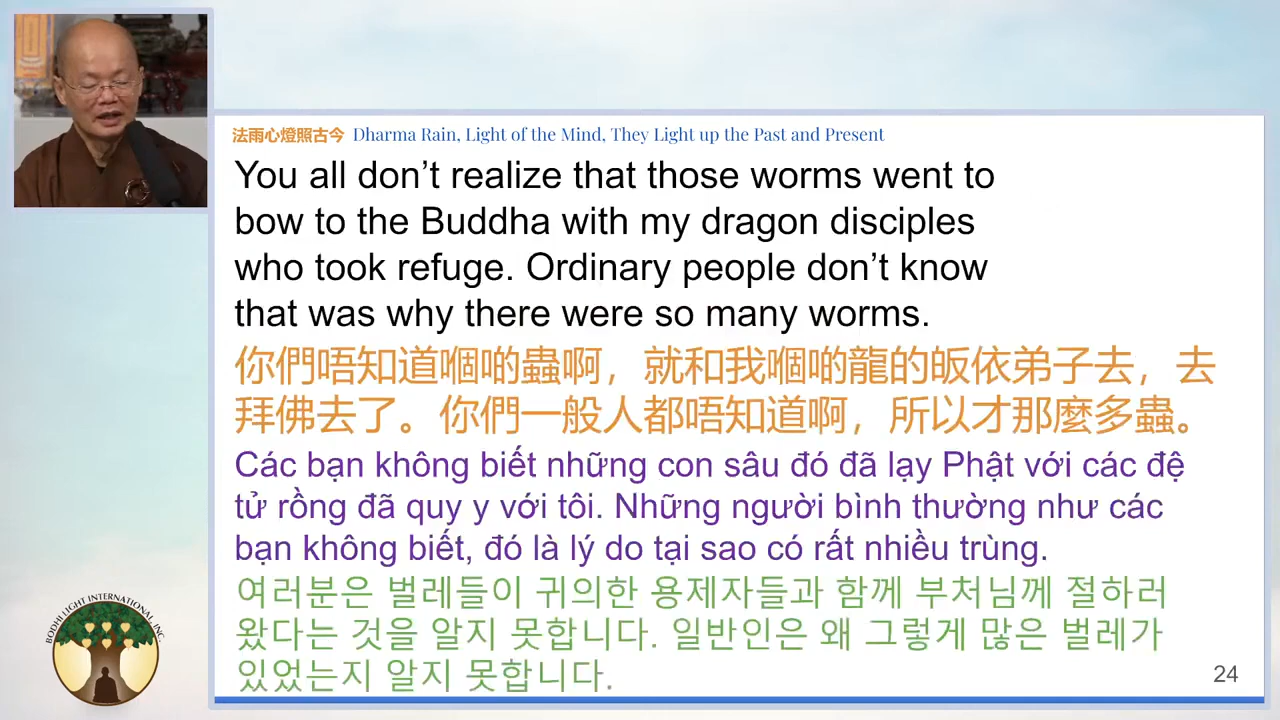 法雨心燈照古今 Dharma Rain, Light of the Mind, They Light up the Past and Present
You all don’t realize that those worms went to
bow to the Buddha with my dragon disciples
who took refuge. Ordinary people don’t know
that was why there were so many worms.
你們唔知道嗰啲蟲啊，就和我嗰啲龍的皈依弟子去，去
拜佛去了。你們一般人都唔知道啊，所以才那麼多蟲。
Các bạn không biết những con sâu đó đã lạy Phật với các đệ
tử rồng đã quy y với tôi. Những người bình thường như các
bạn không biết, đó là lý do tại sao có rất nhiều trùng.
여러분은 벌레들이 귀의한 용제자들과 함께 부처님께 절하러
왔다는 것을 알지 못합니다. 일반인은 왜 그렇게 많은 벌레가
있었는지 알지 못합니다.
24
BODHI LIGHT INTERNATIONAL, INC